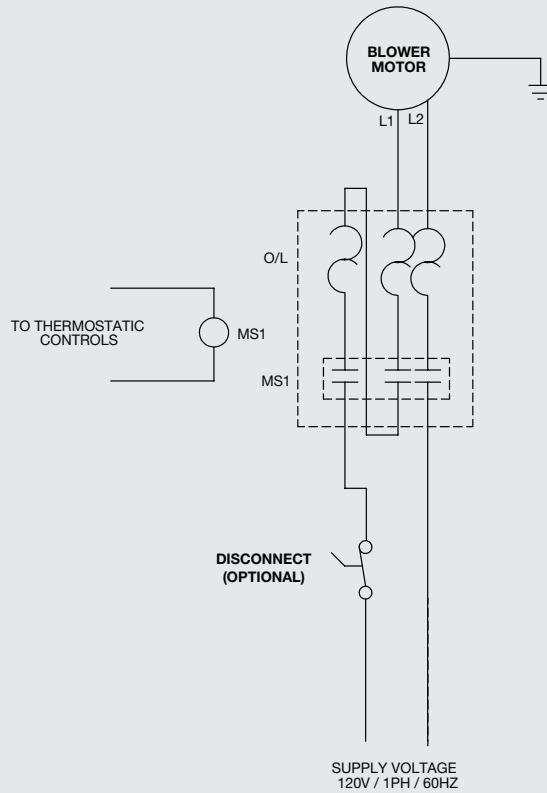 BLOWER
MOTOR
L1
L2
O/L
TO THERMOSTATIC
CONTROLS
MS1
MS1
DISCONNECT
(OPTIONAL)
SUPPLY VOLTAGE
120V / 1PH / 60HZ